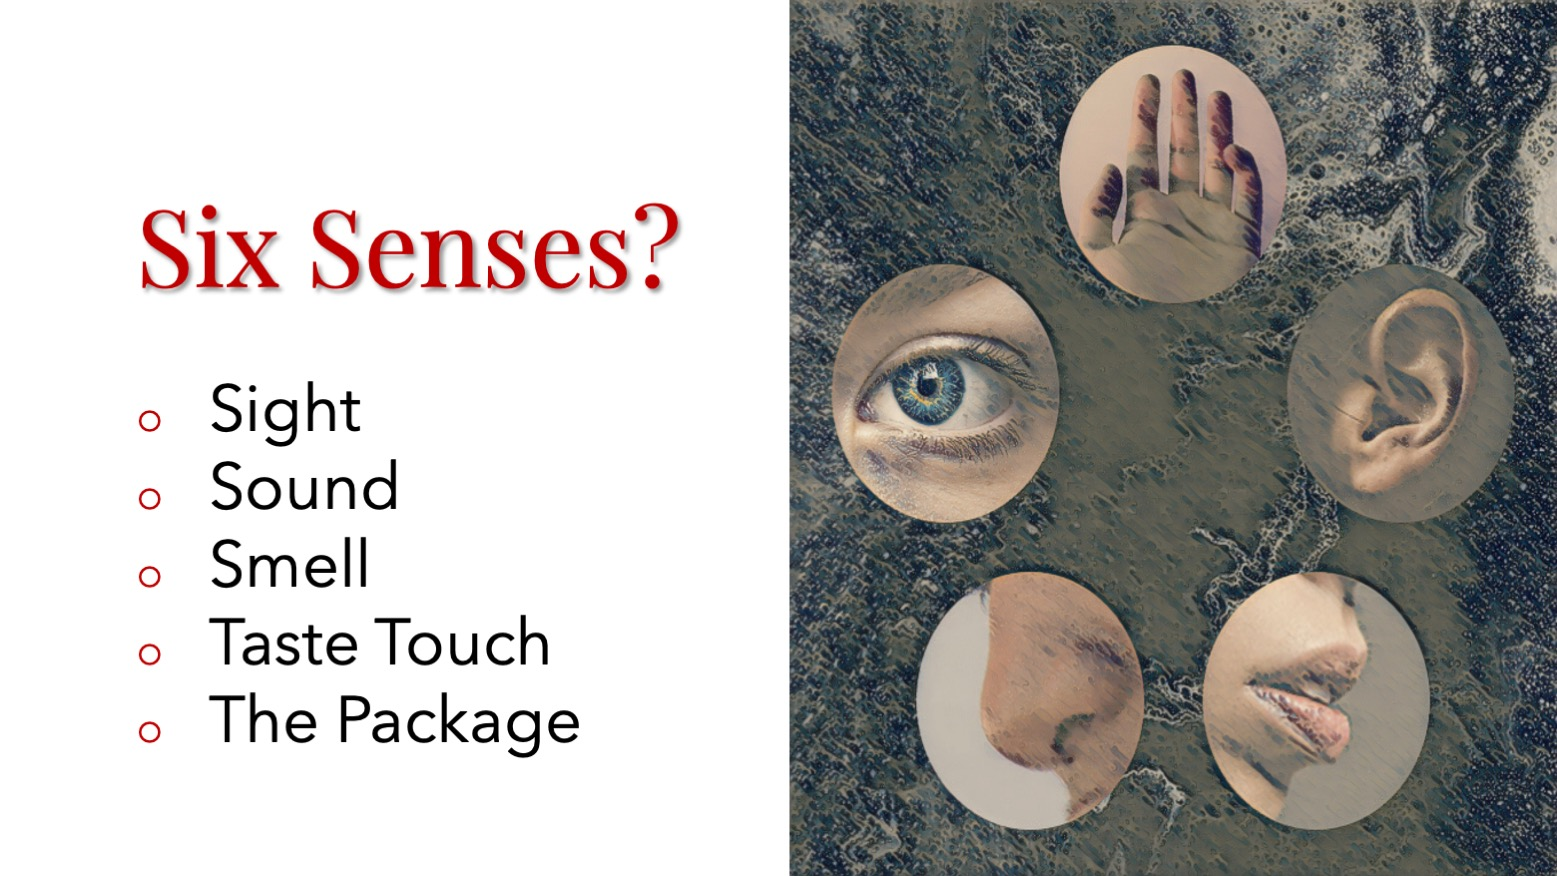 Six Senses?
Sight
Sound
Smell
Taste Touch
The Package